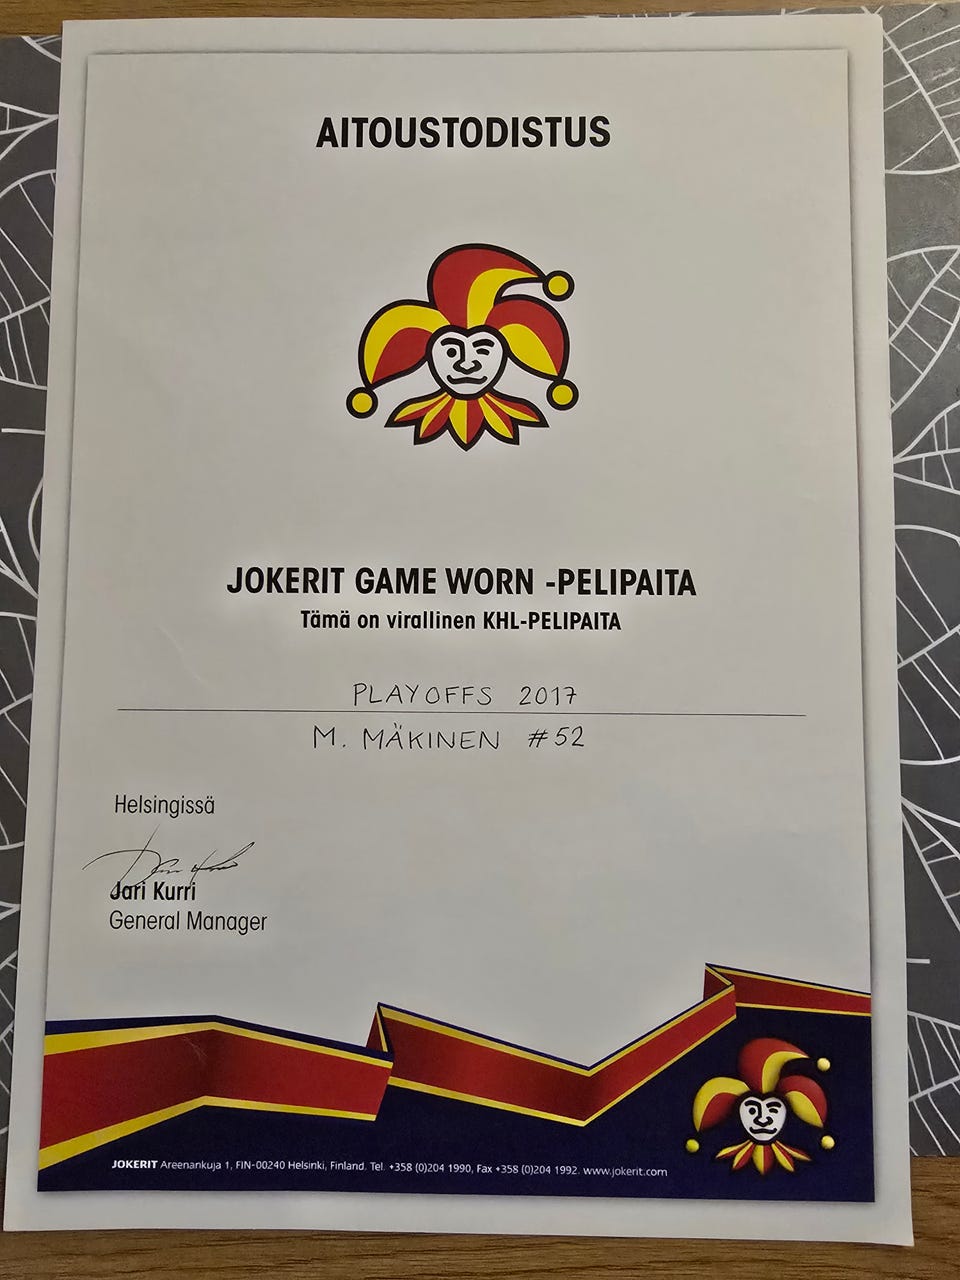 AITOUSTODISTUS
JOKERIT GAME WORN -PELIPAITA
Tämä on virallinen KHL-PELIPAITA
PLAYOFFS 2017
M. MÄKINEN #52
Helsingissä
Jari Kurri
General Manager
JOKERIT Areenankuja 1, FIN-00240 Helsinki, Finland. Tel. +358 (0)204 1990, Fax +358 (0)204 1992. www.jokerit.com